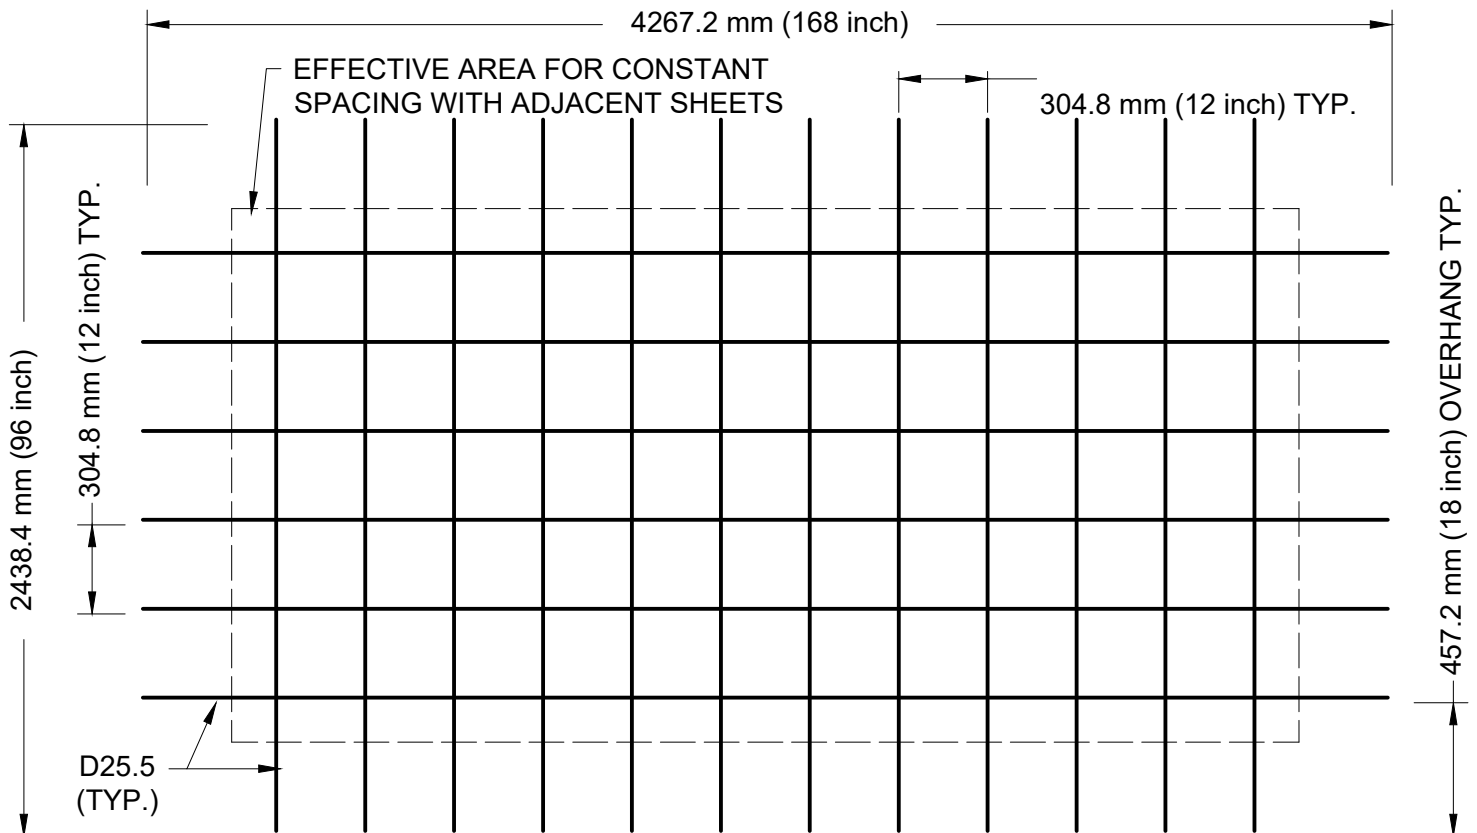 4267.2 mm (168 inch)
EFFECTIVE AREA FOR CONSTANT
SPACING WITH ADJACENT SHEETS
304.8 mm (12 inch) TYP.
2438.4 mm (96 inch)
304.8 mm (12 inch) TYP.
457.2 mm (18 inch) OVERHANG TYP.
D25.5
(TYP.)